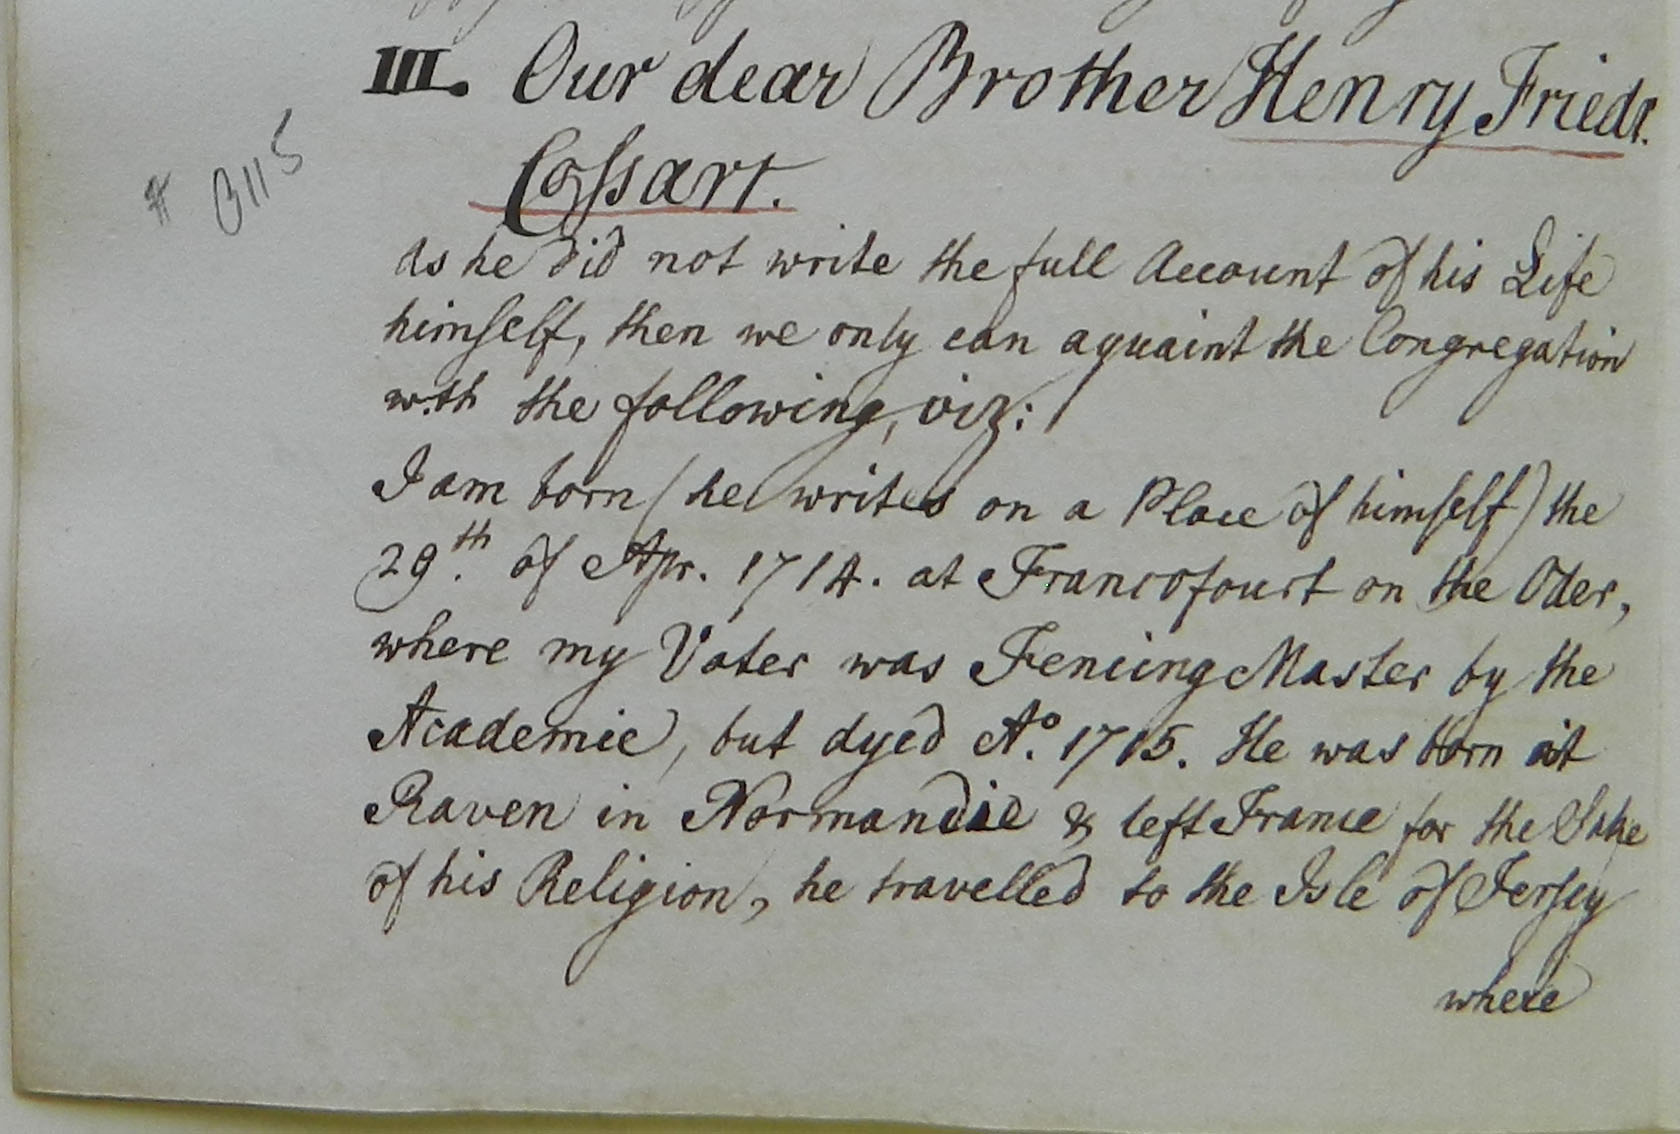 III. Our dear Brother Henry Friedr.
Cossart.
# B115
As he did not write the full Account of his Life
himself, then we only can aquaint the Congregation
with the following, viz:
I am born (he writes on a Place of himself) the
29th. of Apr. 1714. at Francofourt on the Oder,
where my Vater was Fencing Master by the
Academie, but dyed Ao. 1715. He was born at
Raven in Normandie & left France for the Sake
of his Religion, he travelled to the Isle of Jersey
where